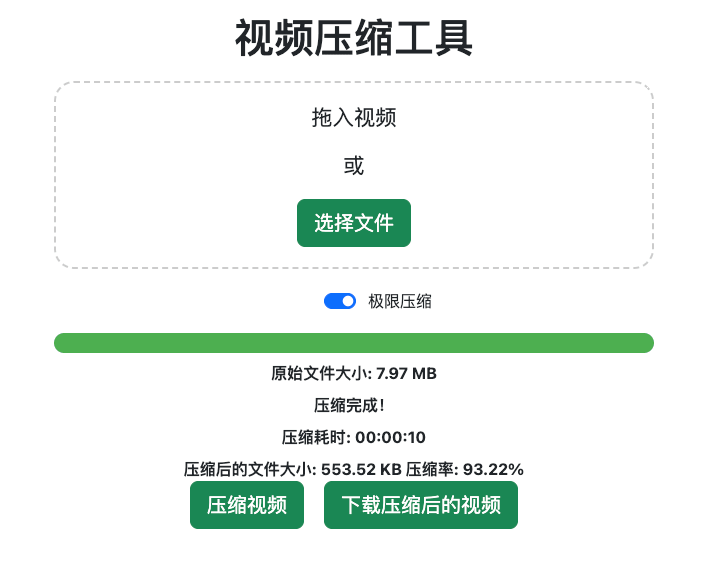 视频压缩工具
拖入视频
或
选择文件
极限压缩
原始文件大小: 7.97 MB
压缩完成！
压缩耗时: 00:00:10
压缩后的文件大小: 553.52 KB 压缩率: 93.22%
压缩视频 下载压缩后的视频